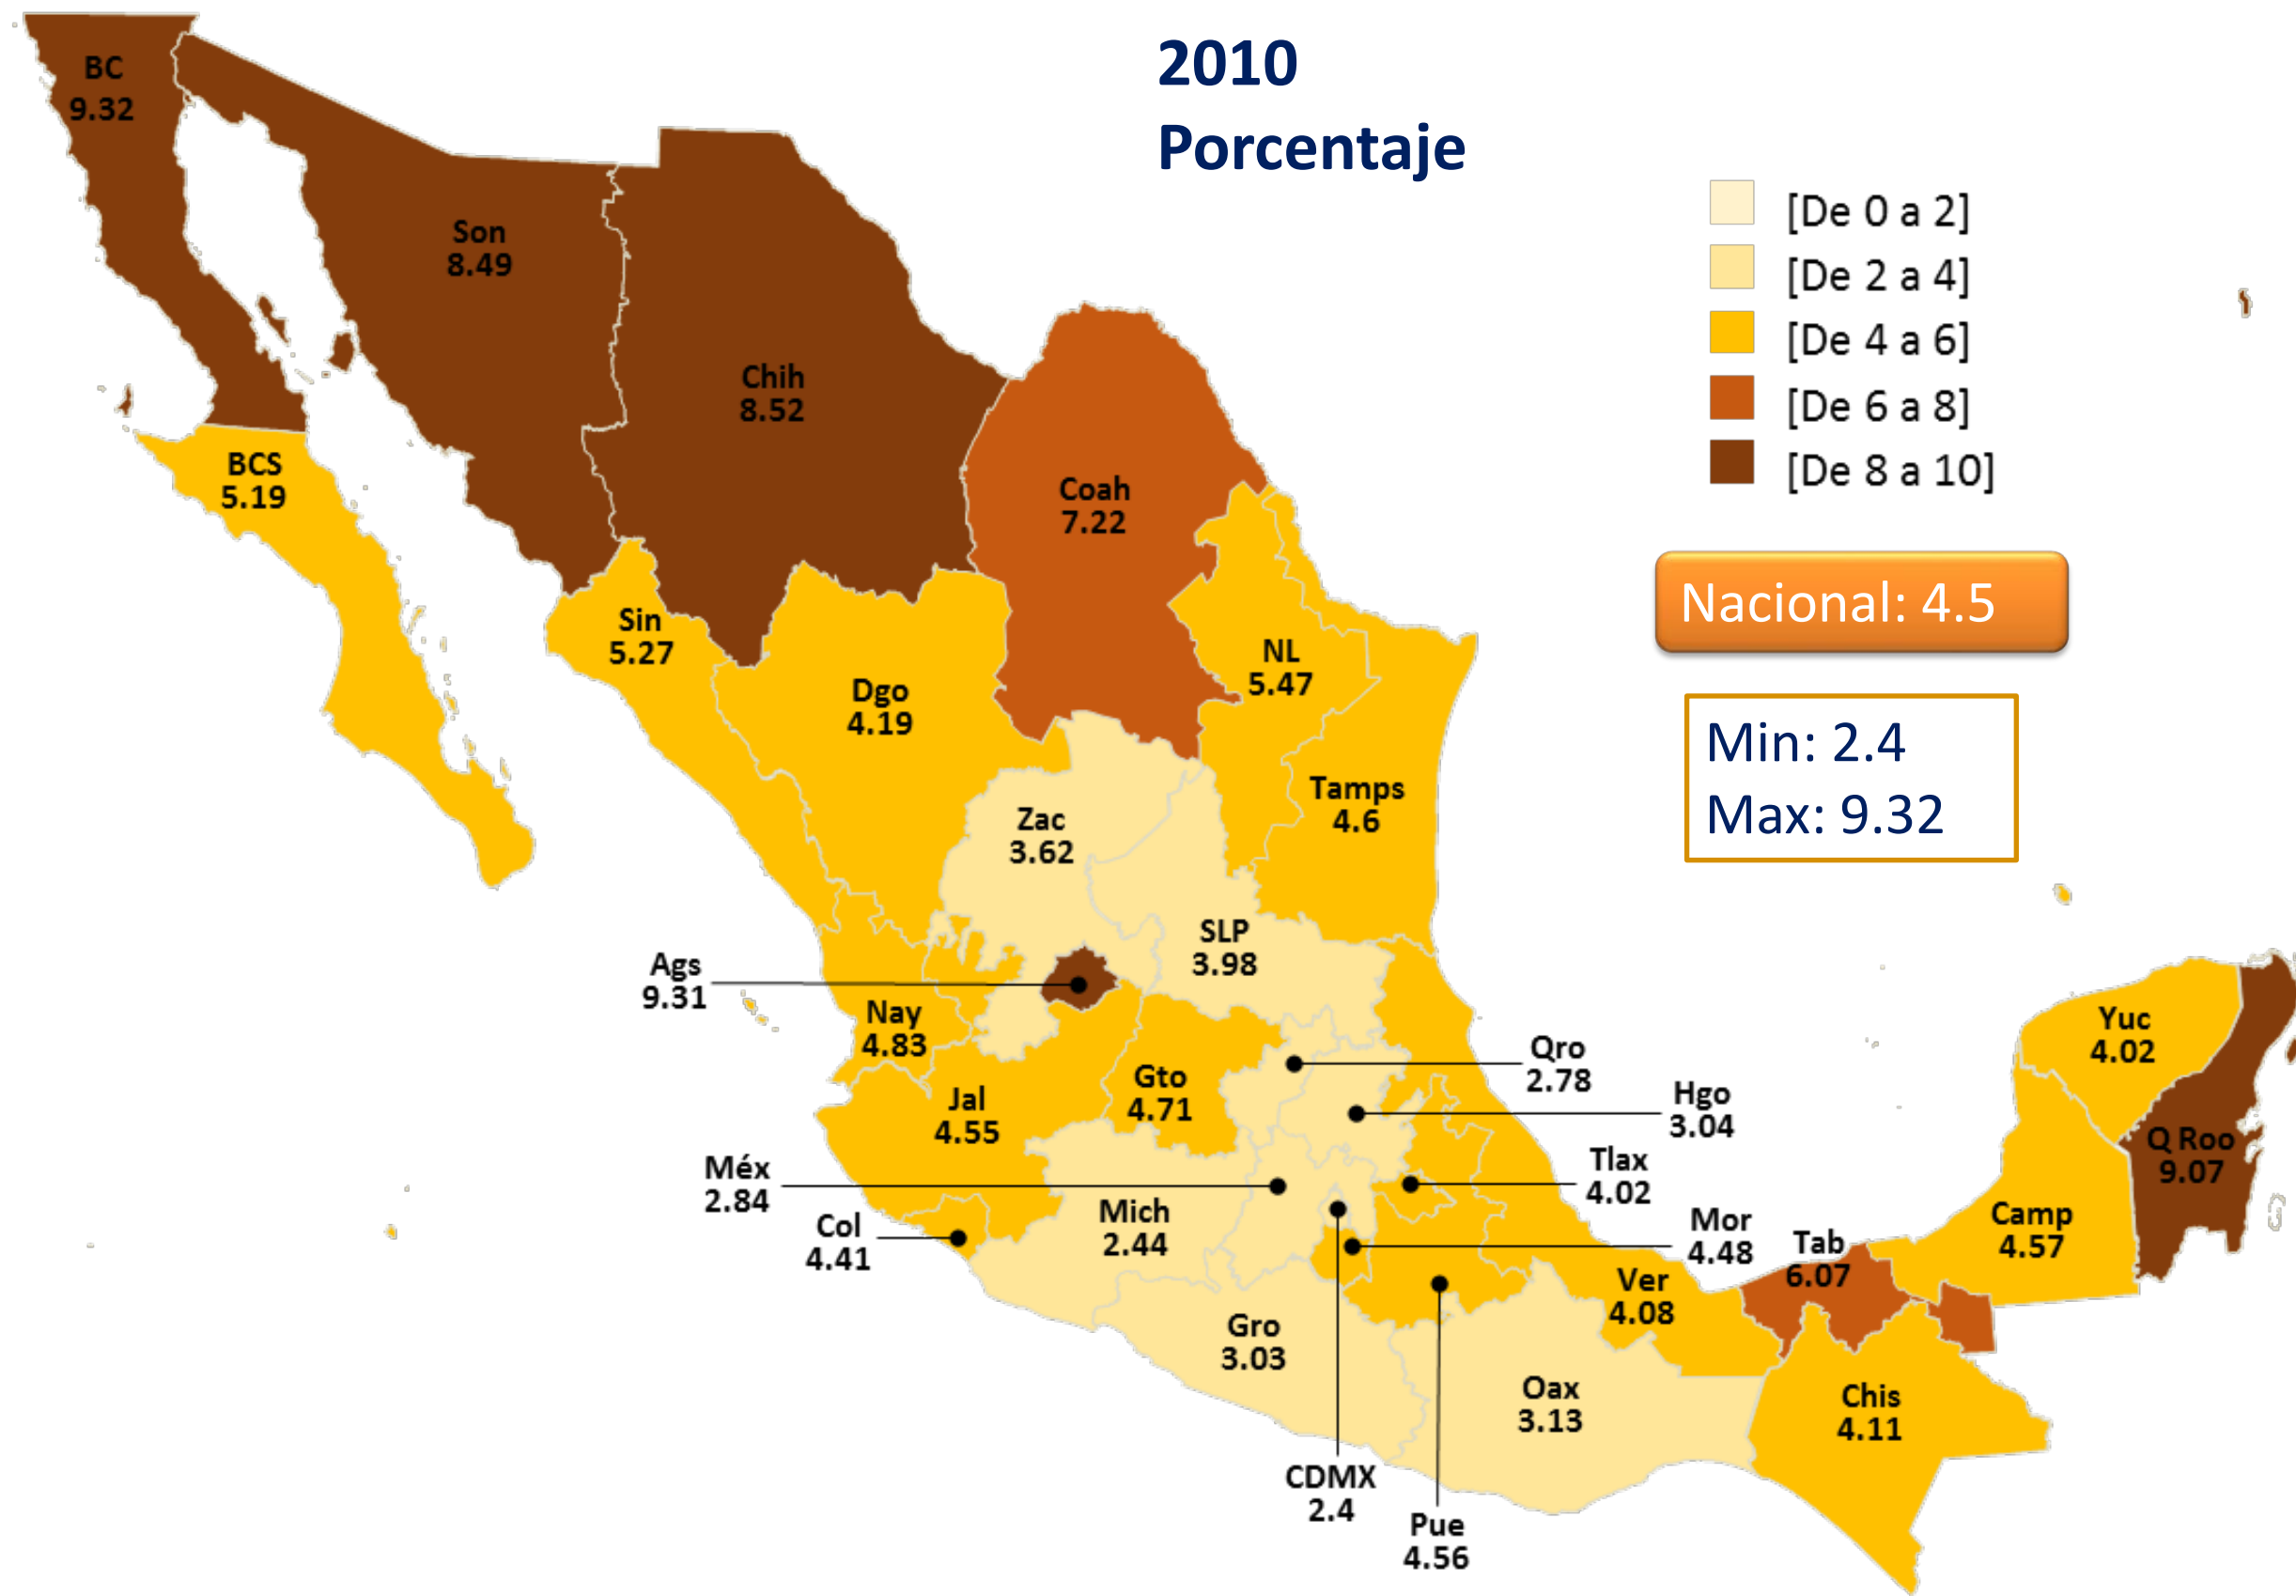 2010
Porcentaje
[De 0 a 2]
[De 2 a 4]
[De 4 a 6]
[De 6 a 8]
[De 8 a 10]
Nacional: 4.5
Min: 2.4
Max: 9.32
BC
9.32
Son
8.49
Chih
8.52
BCS
5.19
Coah
7.22
Sin
5.27
Dgo
4.19
NL
5.47
Tamps
4.6
Zac
3.62
SLP
3.98
Ags
9.31
Nay
4.83
Jal
4.55
Gto
4.71
Qro
2.78
Hgo
3.04
Méx
2.84
Col
4.41
Mich
2.44
Tlax
4.02
Mor
4.48
Tab
6.07
Ver
4.08
Gro
3.03
Oax
3.13
CDMX
2.4
Pue
4.56
Yuc
4.02
Q Roo
9.07
Camp
4.57
Chis
4.11